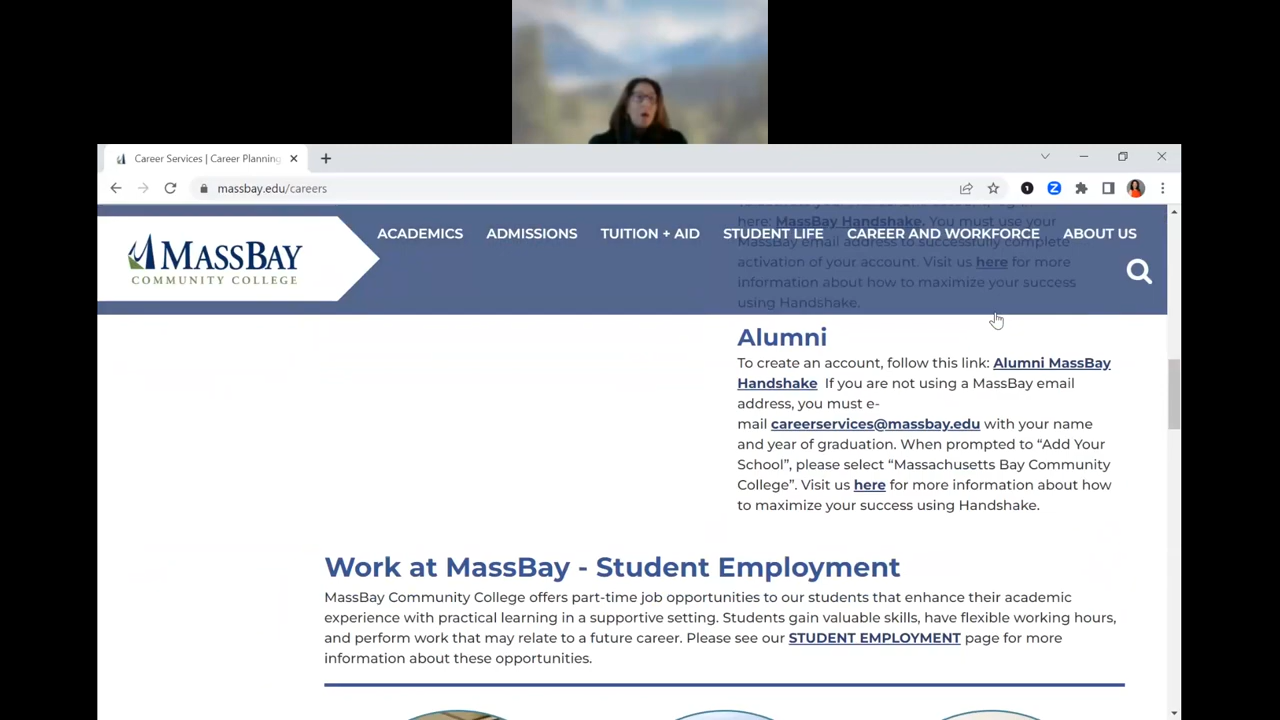 Career Services | Career Planning
massbay.edu/careers
MASSBAY
COMMUNITY COLLEGE
ACADEMICS ADMISSIONS TUITION + AID STUDENT LIFE CAREER AND WORKFORCE ABOUT US
here: MassBay Handshake. You must use your
MassBay email address to successfully complete
activation of your account. Visit us here for more
information about how to maximize your success
using Handshake.
Alumni
To create an account, follow this link: Alumni MassBay
Handshake If you are not using a MassBay email
address, you must e-
mail careerservices@massbay.edu with your name
and year of graduation. When prompted to “Add Your
School”, please select “Massachusetts Bay Community
College”. Visit us here for more information about how
to maximize your success using Handshake.
Work at MassBay - Student Employment
MassBay Community College offers part-time job opportunities to our students that enhance their academic
experience with practical learning in a supportive setting. Students gain valuable skills, have flexible working hours,
and perform work that may relate to a future career. Please see our STUDENT EMPLOYMENT page for more
information about these opportunities.